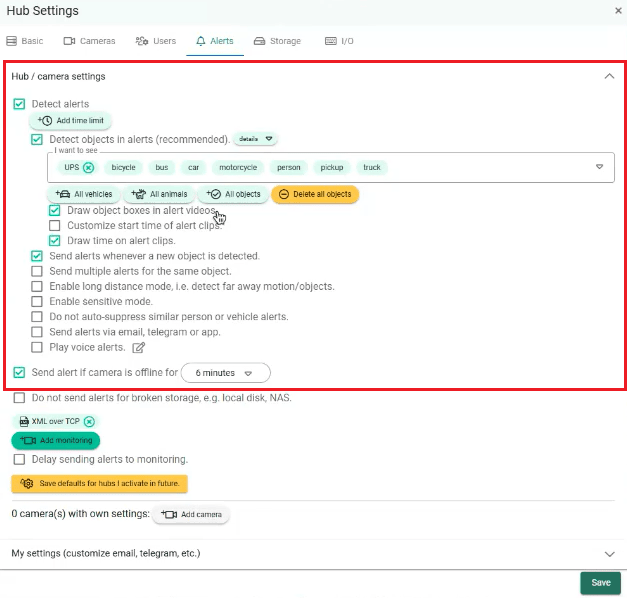 Hub Settings
Basic Cameras Users Alerts Storage I/O
Hub / camera settings
Detect alerts
Add time limit
Detect objects in alerts (recommended). details
I want to see
UPS bicycle bus car motorcycle person pickup truck
All vehicles All animals All objects Delete all objects
Draw object boxes in alert videos.
Customize start time of alert clips.
Draw time on alert clips.
Send alerts whenever a new object is detected.
Send multiple alerts for the same object.
Enable long distance mode, i.e. detect far away motion/objects.
Enable sensitive mode.
Do not auto-suppress similar person or vehicle alerts.
Send alerts via email, telegram or app.
Play voice alerts.
Send alert if camera is offline for 6 minutes
Do not send alerts for broken storage, e.g. local disk, NAS.
XML over TCP
Add monitoring
Delay sending alerts to monitoring.
Save defaults for hubs I activate in future.
0 camera(s) with own settings: Add camera
My settings (customize email, telegram, etc.)
Save